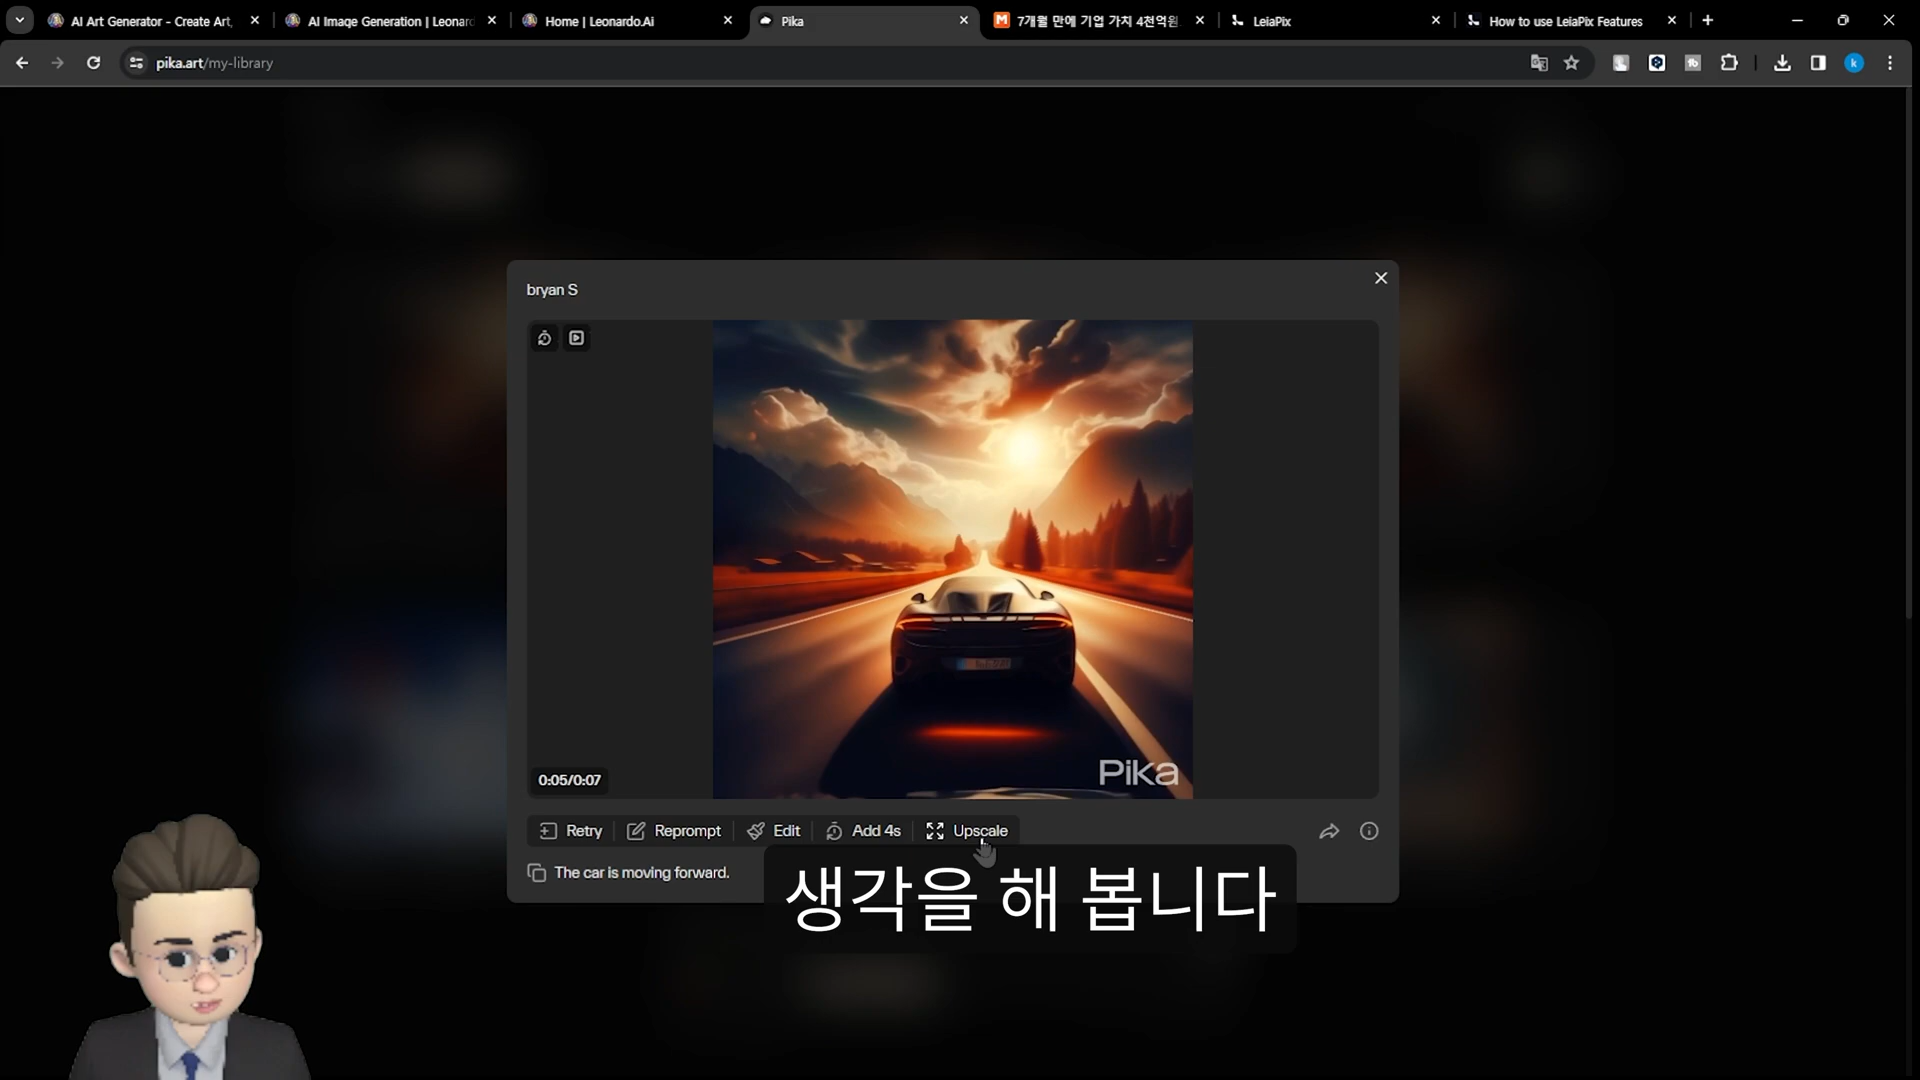 AI Art Generator - Create Art,
AI Image Generation | Leonard
Home | Leonardo.Ai
Pika
7개월 만에 기업 가치 4천억원
LeiaPix
How to use LeiaPix Features
pika.art/my-library
k
bryan S
Pika
0:05/0:07
Retry
Reprompt
Edit
Add 4s
Upscale
The car is moving forward.
생각을 해 봅니다